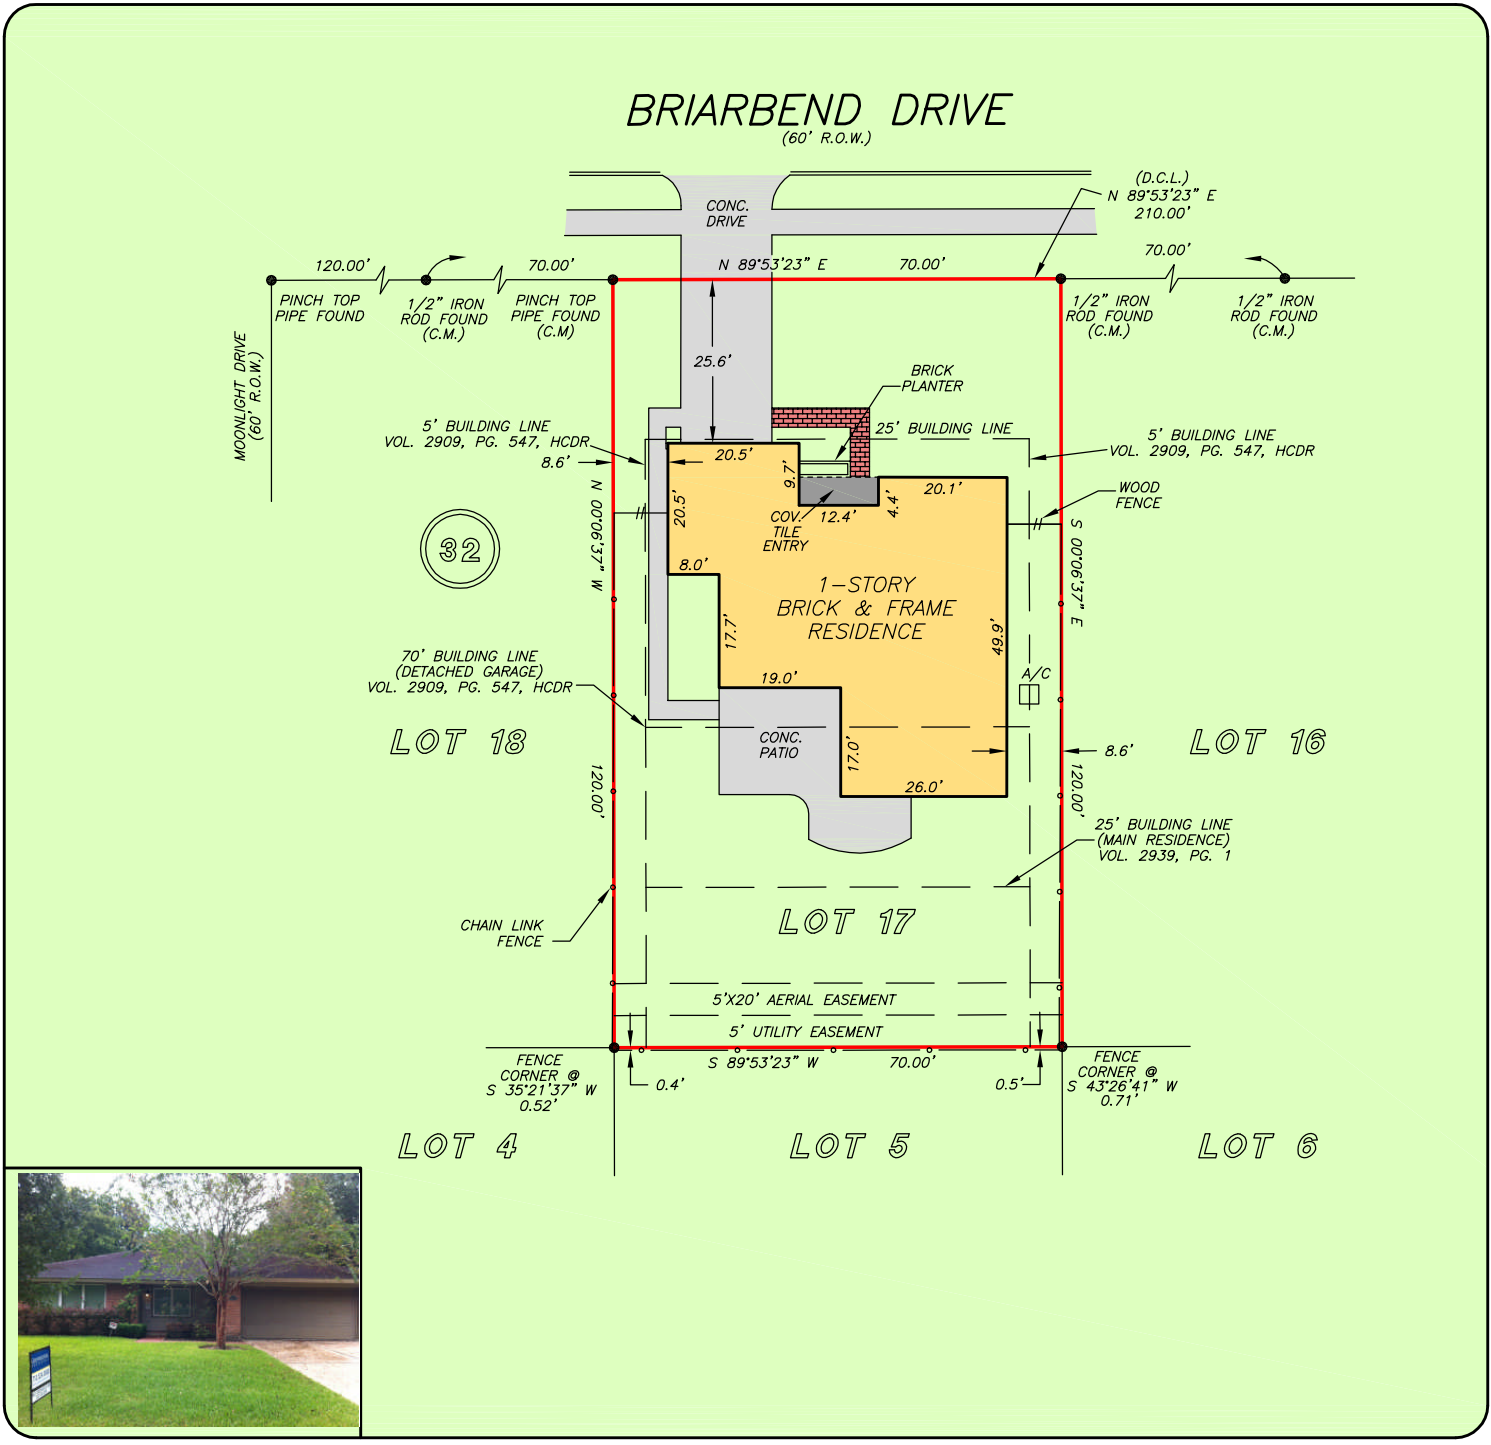 BRIARBEND DRIVE
(60' R.O.W.)
(D.C.L.)
N 89°53'23" E
210.00'
CONC.
DRIVE
120.00'
70.00'
N 89°53'23" E
70.00'
70.00'
PINCH TOP
PIPE FOUND
1/2" IRON
ROD FOUND
(C.M.)
PINCH TOP
PIPE FOUND
(C.M)
1/2" IRON
ROD FOUND
(C.M.)
1/2" IRON
ROD FOUND
(C.M.)
MOONLIGHT DRIVE
(60' R.O.W.)
25.6'
BRICK
PLANTER
5' BUILDING LINE
VOL. 2909, PG. 547, HCDR
25' BUILDING LINE
5' BUILDING LINE
VOL. 2909, PG. 547, HCDR
8.6'
20.5'
9.7'
20.5'
12.4'
4.4'
20.1'
WOOD
FENCE
COV.
TILE
ENTRY
N 00°06'37" W
S 00°06'37" E
32
8.0'
1-STORY
BRICK & FRAME
RESIDENCE
17.7'
49.9'
70' BUILDING LINE
(DETACHED GARAGE)
VOL. 2909, PG. 547, HCDR
19.0'
A/C
LOT 18
CONC.
PATIO
17.0'
8.6'
LOT 16
120.00'
26.0'
120.00'
25' BUILDING LINE
(MAIN RESIDENCE)
VOL. 2939, PG. 1
CHAIN LINK
FENCE
LOT 17
5'X20' AERIAL EASEMENT
5' UTILITY EASEMENT
S 89°53'23" W
70.00'
FENCE
CORNER @
S 35°21'37" W
0.52'
0.4'
0.5'
FENCE
CORNER @
S 43°26'41" W
0.71'
LOT 4
LOT 5
LOT 6